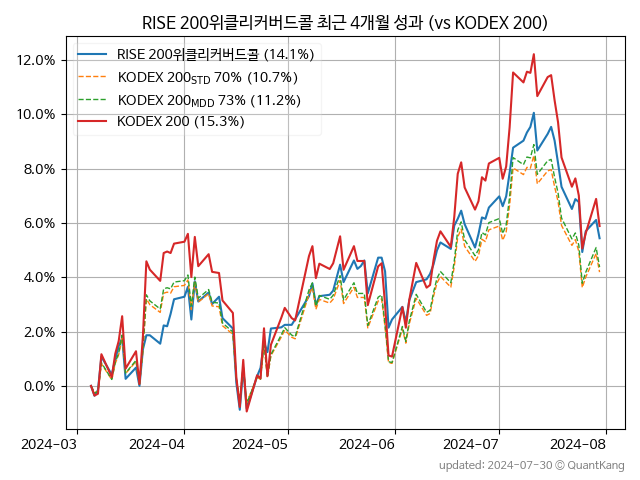 RISE 200위클리커버드콜 최근 4개월 성과 (vs KODEX 200)
RISE 200위클리커버드콜 (14.1%)
KODEX 200STD 70% (10.7%)
KODEX 200MDD 73% (11.2%)
KODEX 200 (15.3%)
12.0%
10.0%
8.0%
6.0%
4.0%
2.0%
0.0%
2024-03 2024-04 2024-05 2024-06 2024-07 2024-08
updated: 2024-07-30 © QuantKang